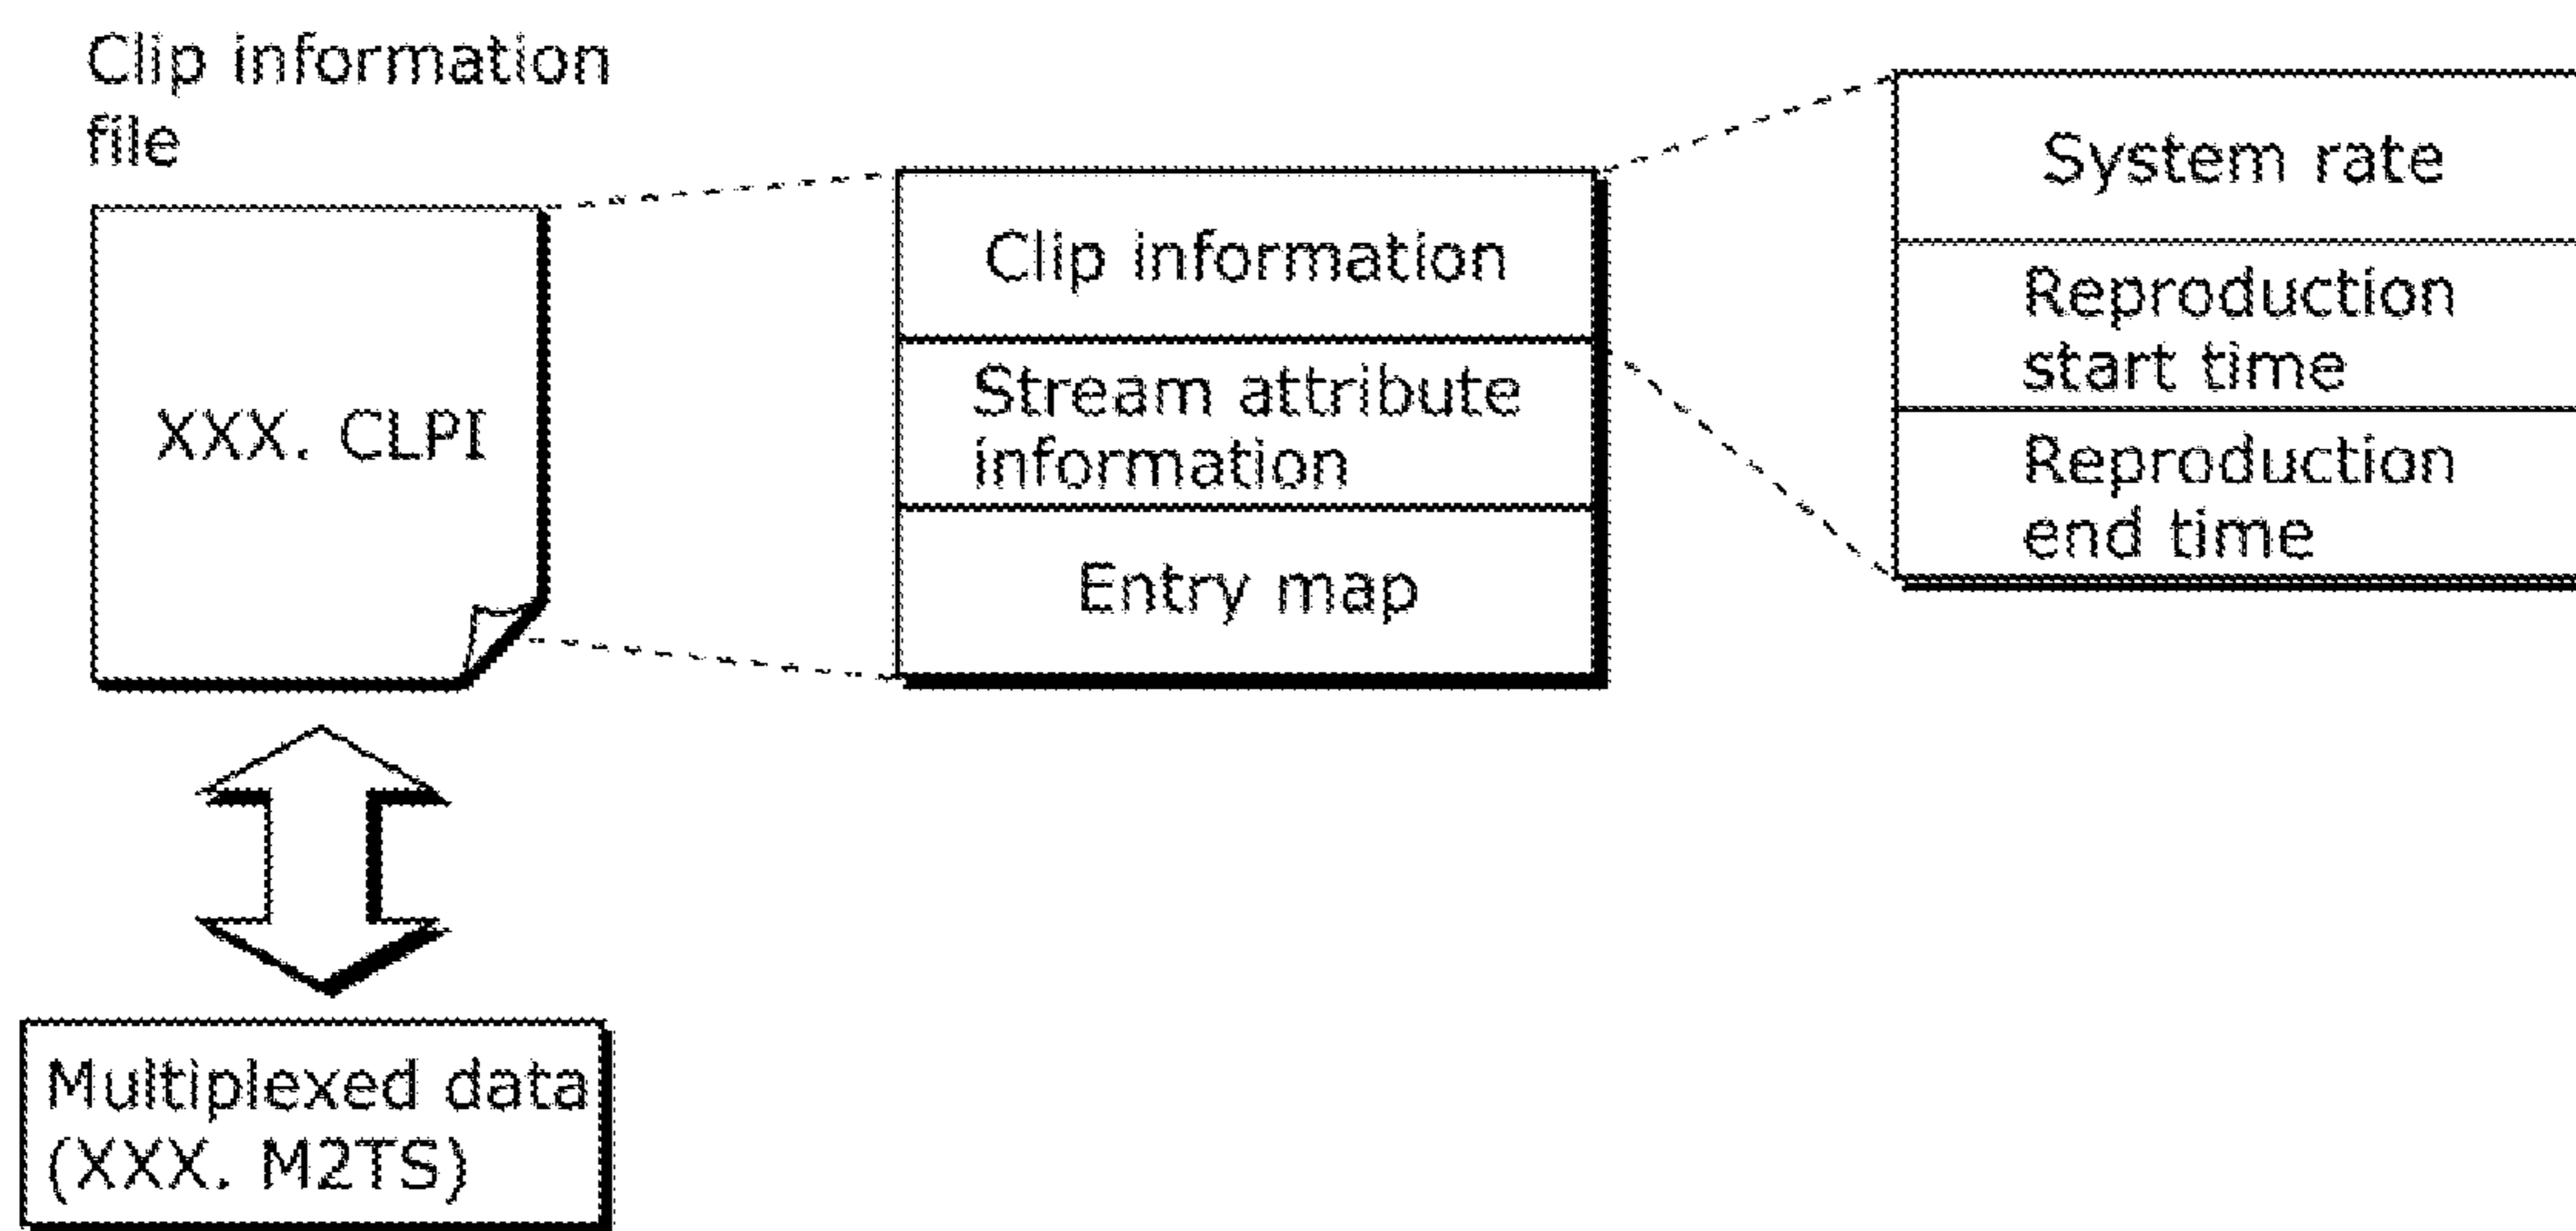 Clip information
file
XXX. CLPI
Clip information
Stream attribute
information
Entry map
System rate
Reproduction
start time
Reproduction
end time
Multiplexed data
(XXX. M2TS)